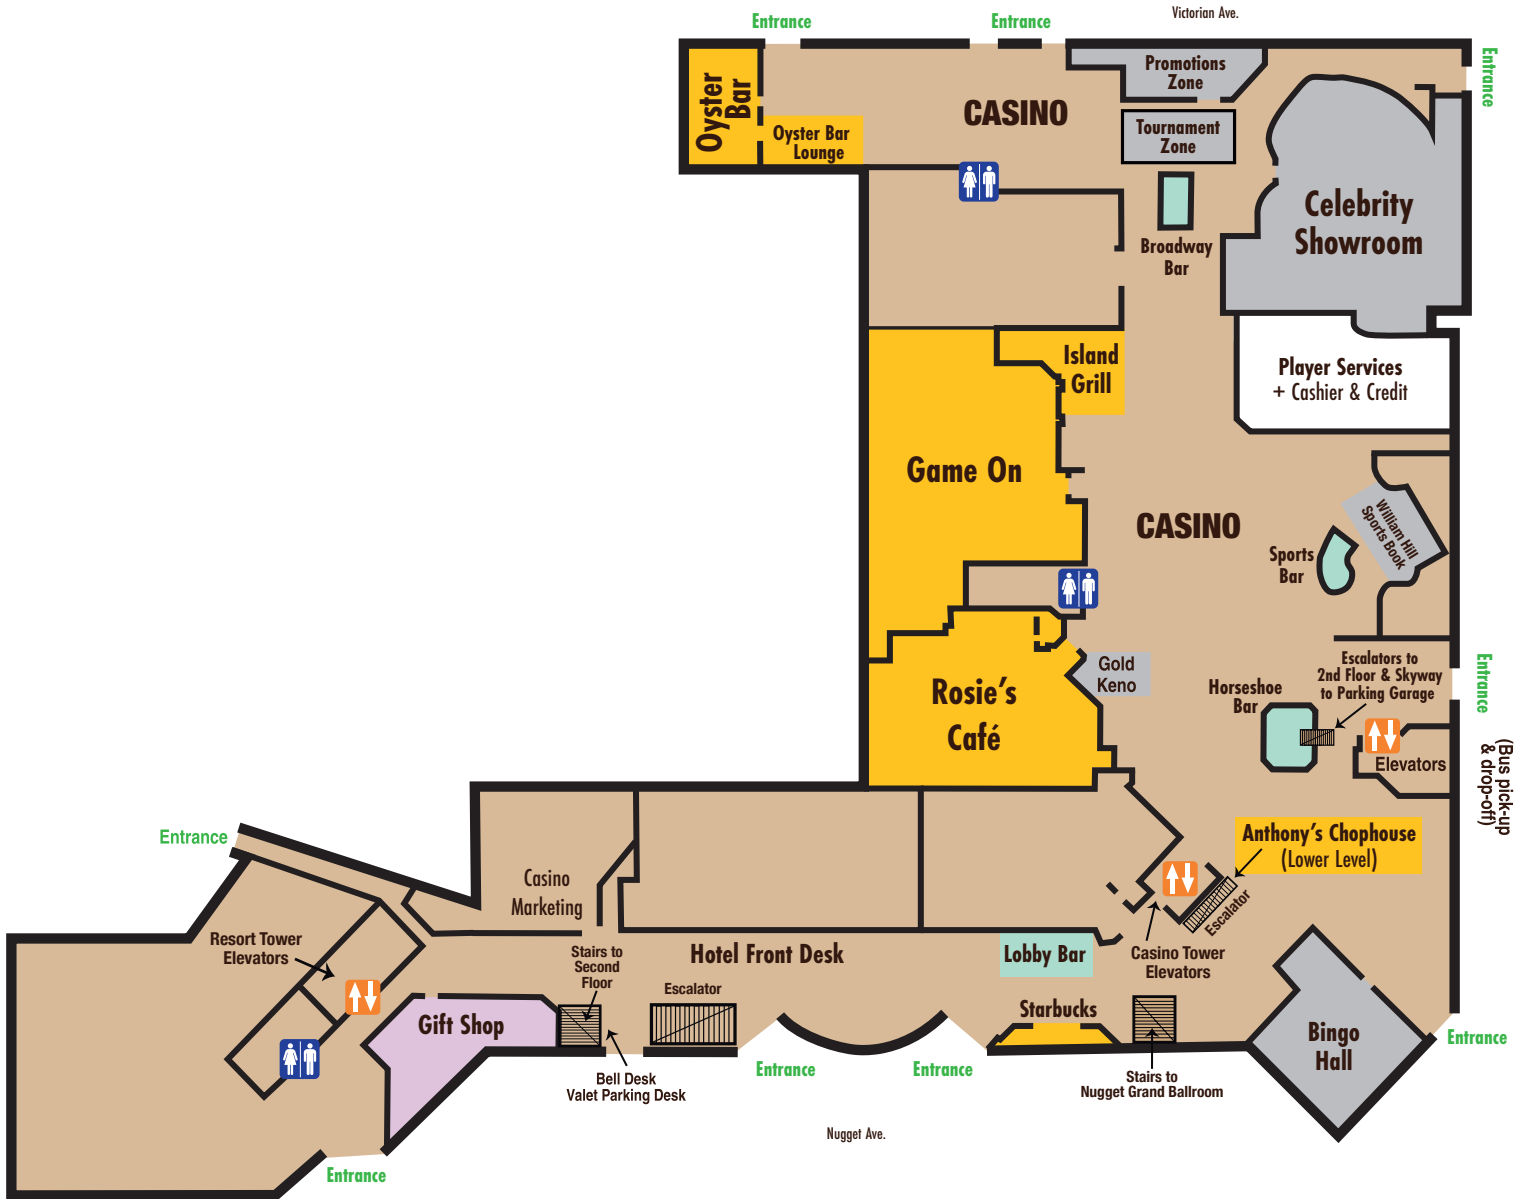 Victorian Ave.
Entrance
Entrance
Entrance
Oyster
Bar
Oyster Bar
Lounge
CASINO
Promotions
Zone
Tournament
Zone
Celebrity
Showroom
Broadway
Bar
Island
Grill
Player Services
+ Cashier & Credit
Game On
CASINO
William Hill
Sports Book
Sports
Bar
Gold
Keno
Rosie's
Café
Horseshoe
Bar
Escalators to
2nd Floor & Skyway
to Parking Garage
Entrance
(Bus pick-up
& drop-off)
Elevators
Entrance
Anthony's Chophouse
(Lower Level)
Escalator
Casino
Marketing
Resort Tower
Elevators
Stairs to
Second
Floor
Hotel Front Desk
Lobby Bar
Casino Tower
Elevators
Escalator
Gift Shop
Starbucks
Bingo
Hall
Entrance
Entrance
Entrance
Bell Desk
Valet Parking Desk
Stairs to
Nugget Grand Ballroom
Nugget Ave.
Entrance